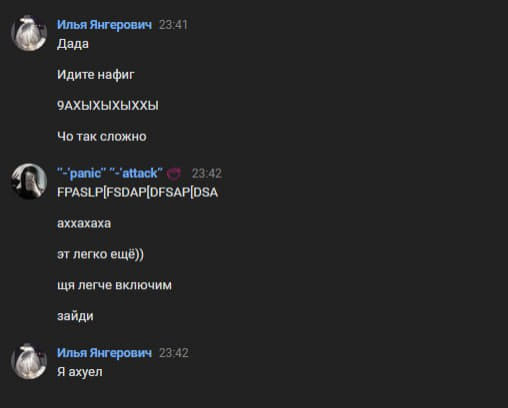 Илья Янгерович 23:41
Дада
Идите нафиг
9АХЫХЫХЫХХЫ
Чо так сложно
"-'panic" "-'attack" 23:42
FPASLP[FSDAP[DFSAP[DSA
аххахаха
эт легко ещё))
щя легче включим
зайди
Илья Янгерович 23:42
Я ахуел